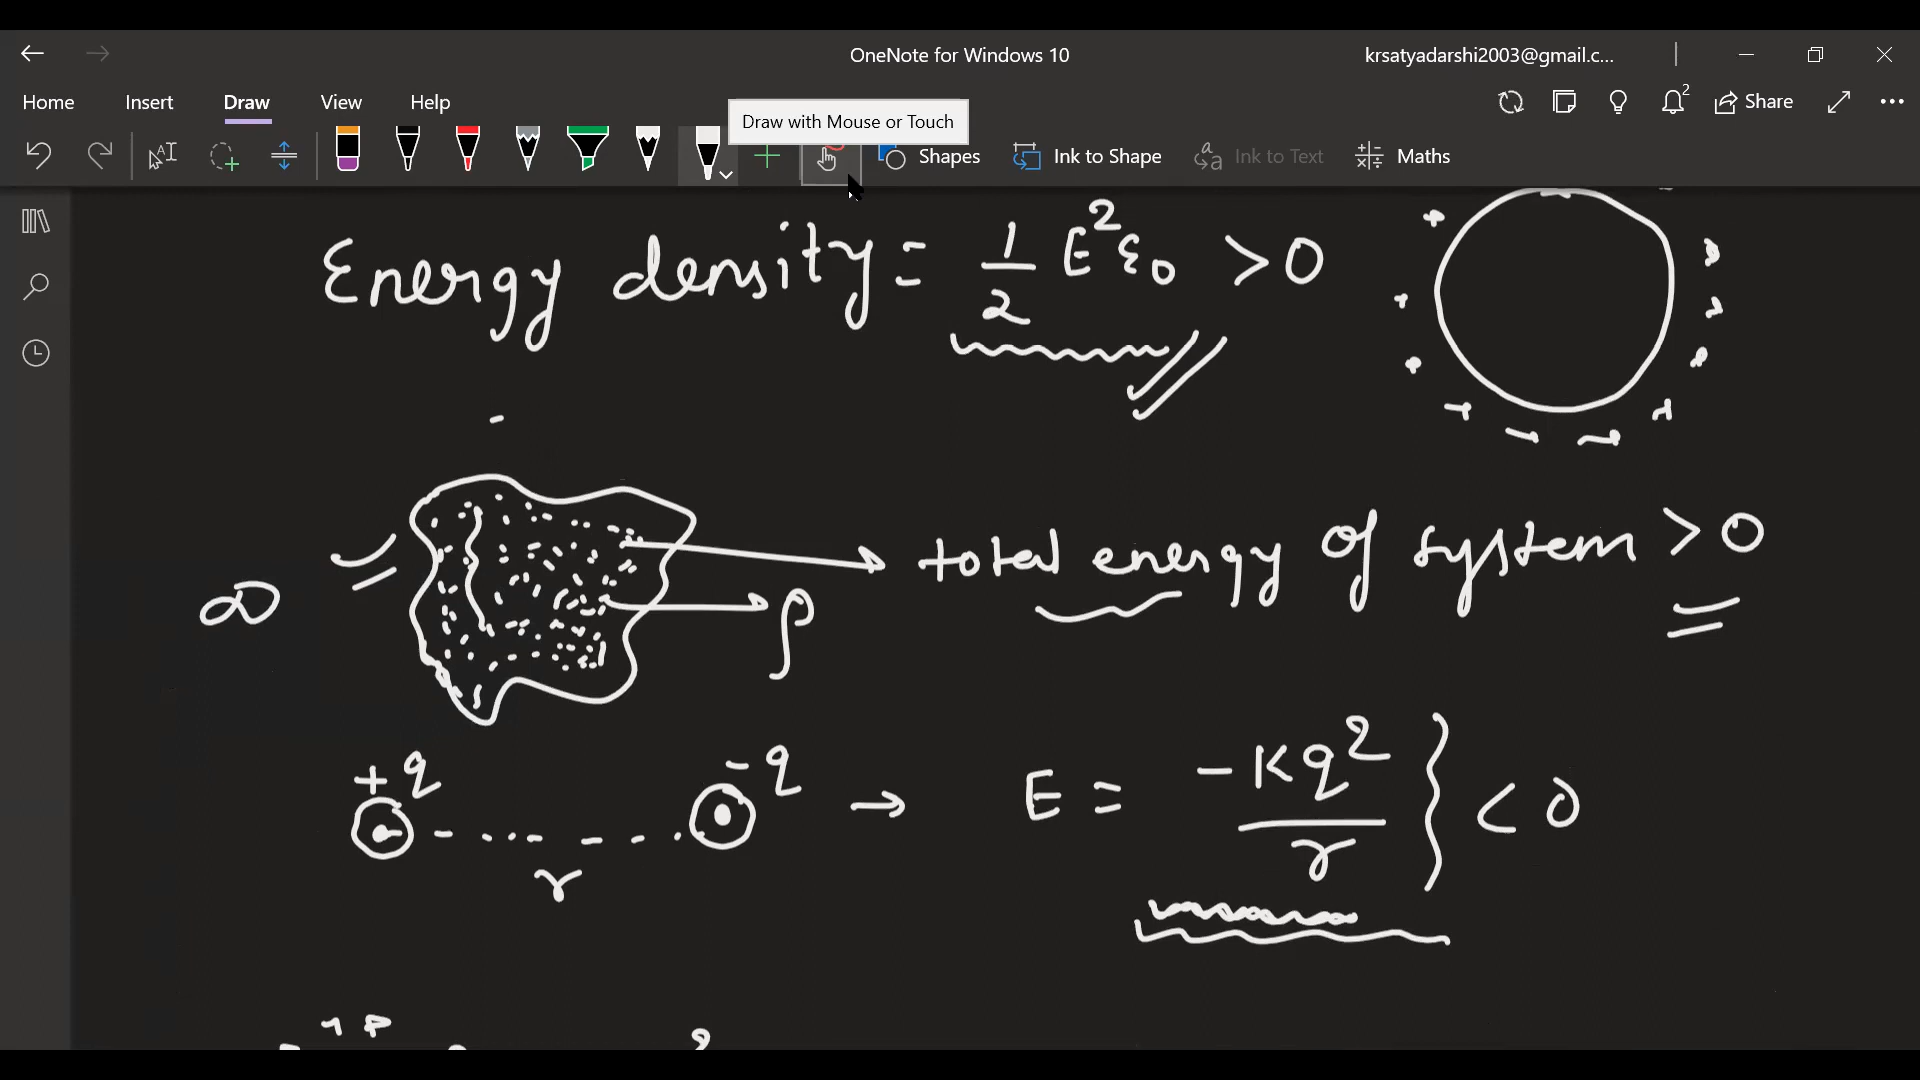 OneNote for Windows 10
krsatyadarshi2003@gmail.c...
Home Insert Draw View Help
2
Share
Draw with Mouse or Touch
Shapes
Ink to Shape
Ink to Text
Maths
Energy density = 1/2 E²ε₀ > 0
total energy of system > 0
∞
ρ
+q
-q → E = -Kq²/r } < 0
r